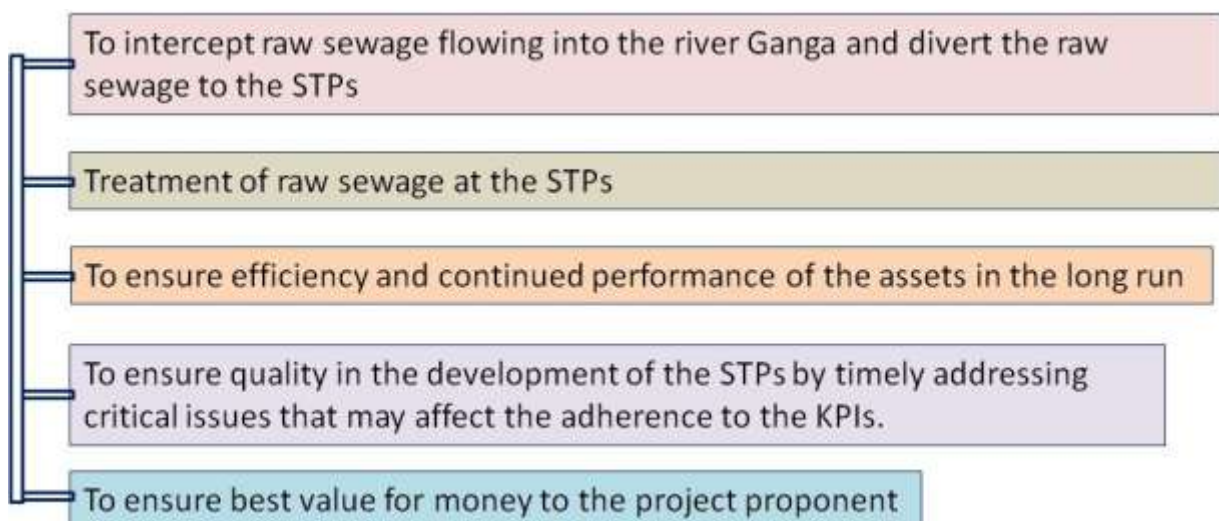 To intercept raw sewage flowing into the river Ganga and divert the raw
sewage to the STPs
Treatment of raw sewage at the STPs
To ensure efficiency and continued performance of the assets in the long run
To ensure quality in the development of the STPs by timely addressing
critical issues that may affect the adherence to the KPIs.
To ensure best value for money to the project proponent